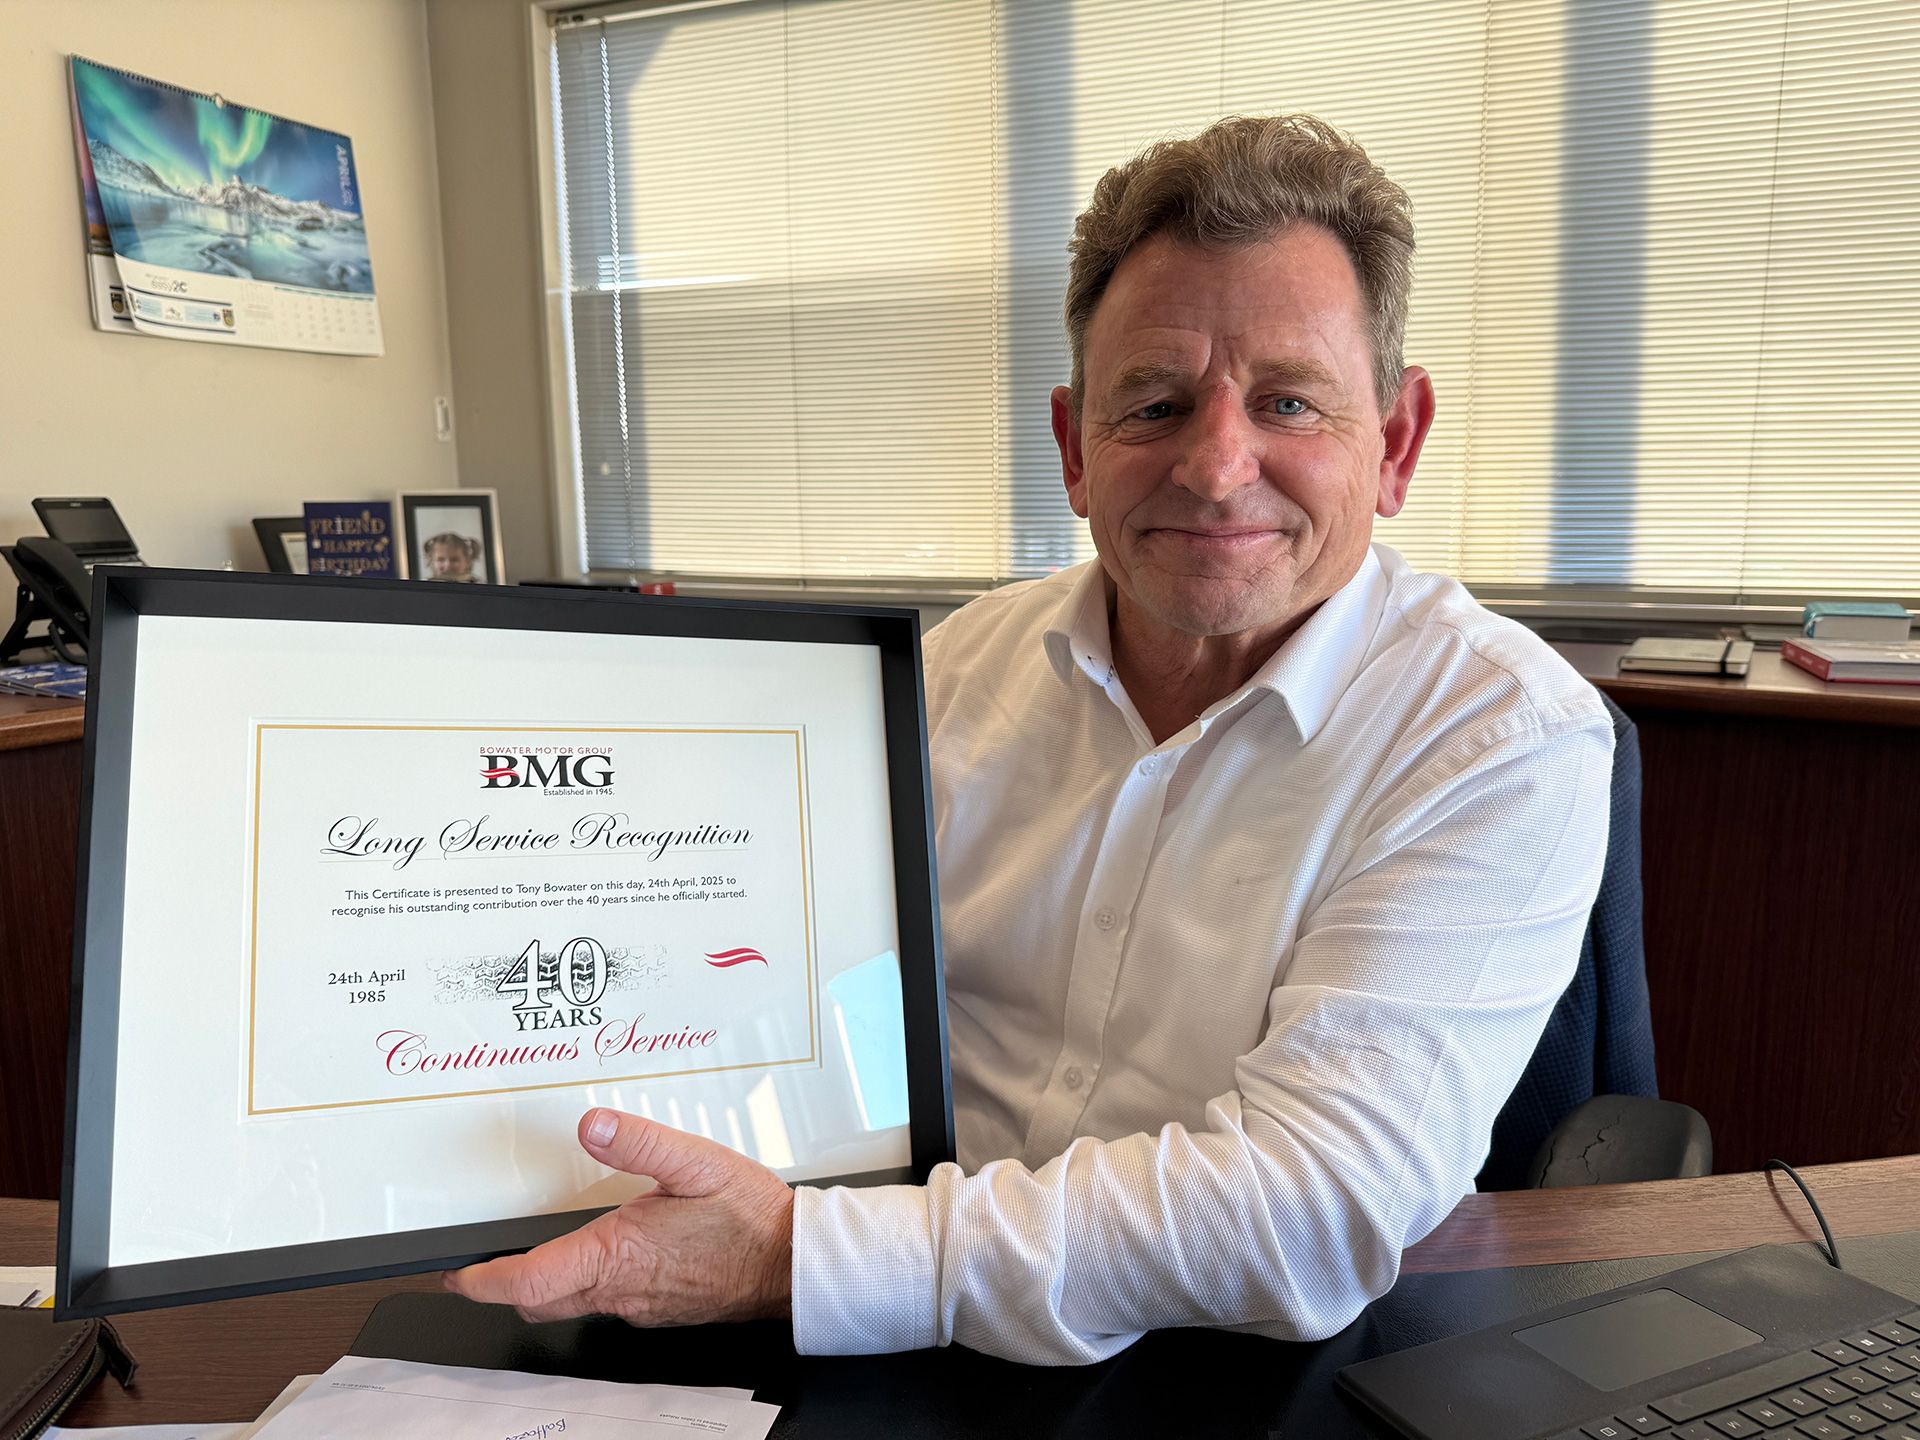 APRIL
easy2C
FRIEND
HAPPY
BIRTHDAY
BOWATER MOTOR GROUP
BMG
Established in 1945.
Long Service Recognition
This Certificate is presented to Tony Bowater on this day, 24th April, 2025 to
recognise his outstanding contribution over the 40 years since he officially started.
24th April
1985
40
YEARS
Continuous Service